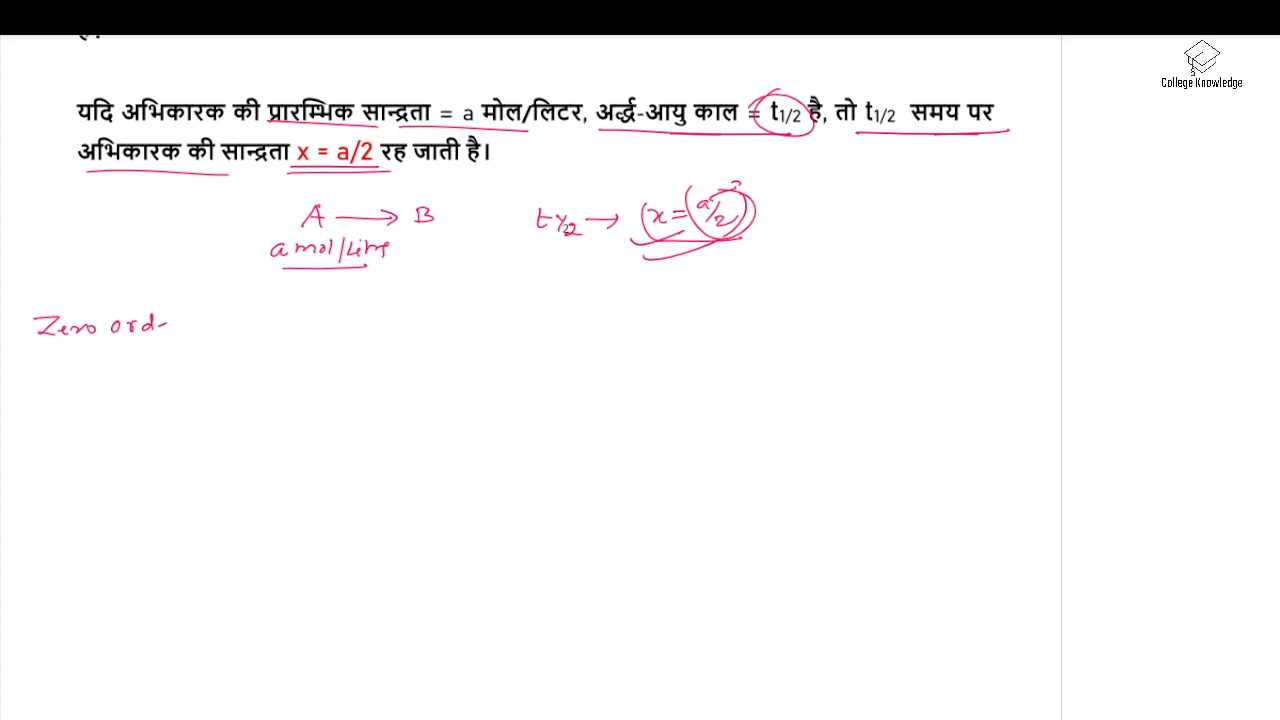 है।
College Knowledge
यदि अभिकारक की प्रारम्भिक सान्द्रता = a मोल/लिटर, अर्द्ध-आयु काल = t1/2 है, तो t1/2 समय पर
अभिकारक की सान्द्रता x = a/2 रह जाती है।
A → B t1/2 → (x = (a/2))
a mol/litre
Zero ord